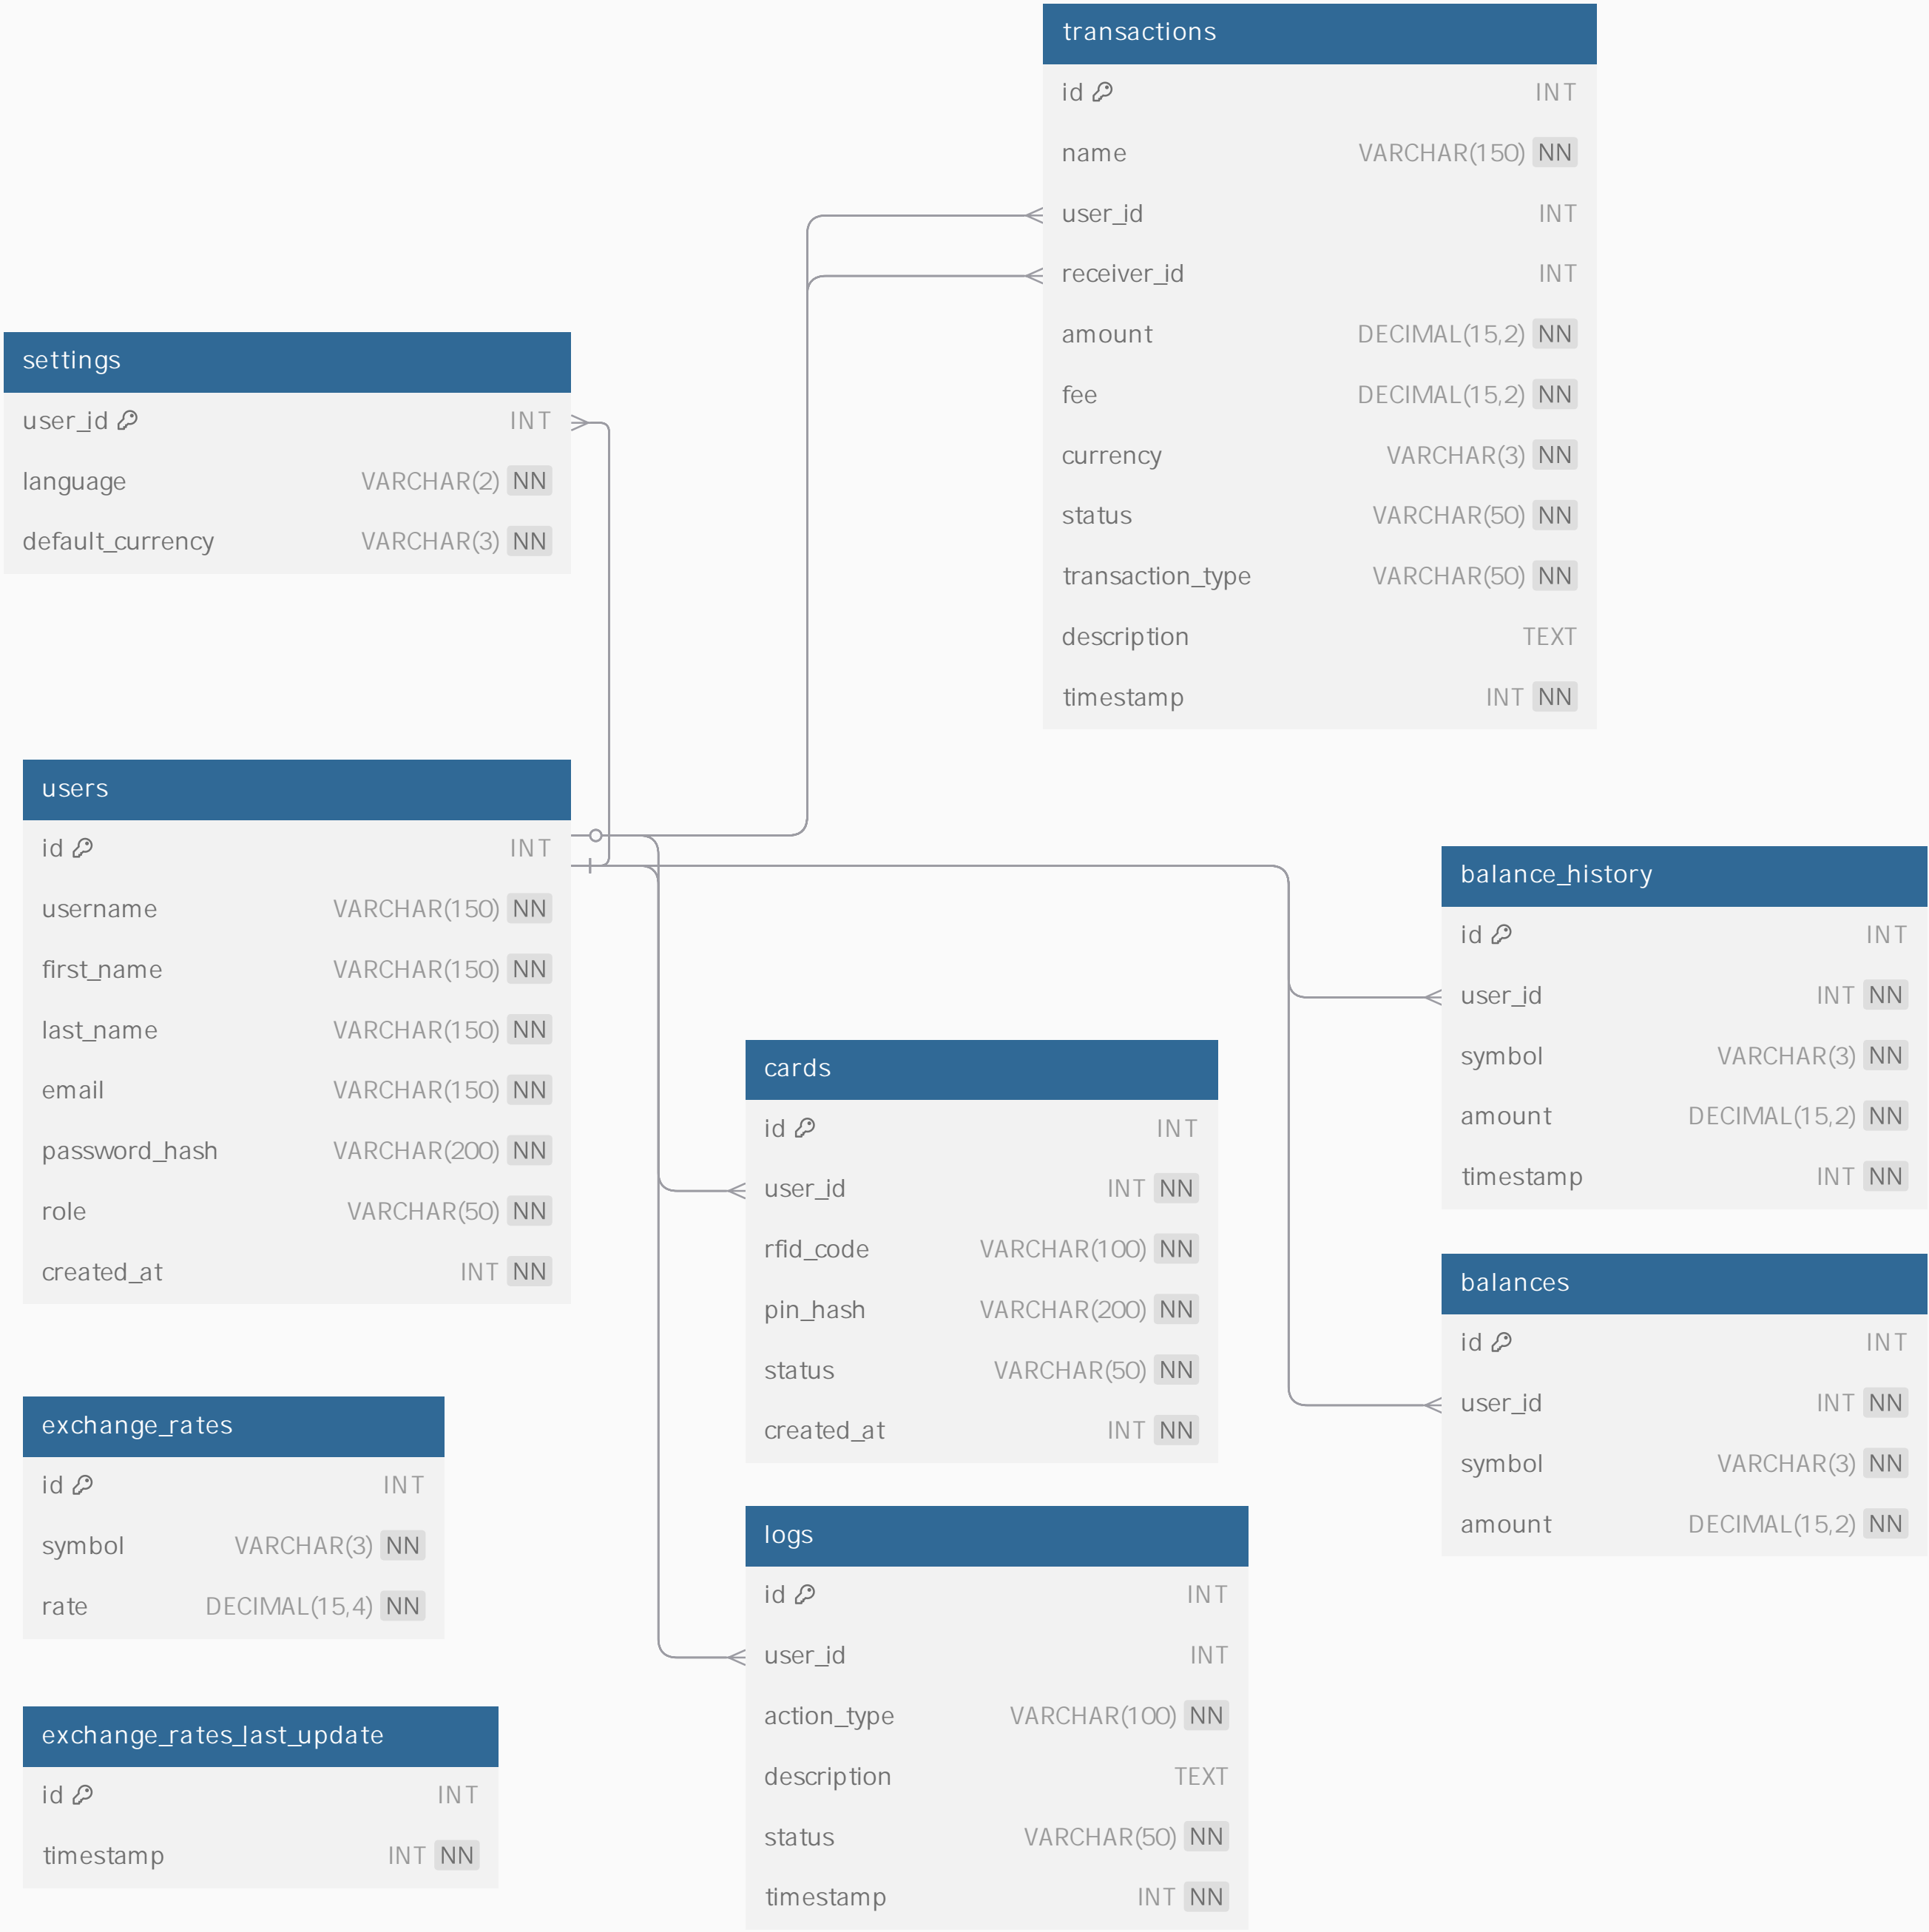 transactions
id INT
name VARCHAR(150) NN
user_id INT
receiver_id INT
amount DECIMAL(15,2) NN
fee DECIMAL(15,2) NN
currency VARCHAR(3) NN
status VARCHAR(50) NN
transaction_type VARCHAR(50) NN
description TEXT
timestamp INT NN
settings
user_id INT
language VARCHAR(2) NN
default_currency VARCHAR(3) NN
users
id INT
username VARCHAR(150) NN
first_name VARCHAR(150) NN
last_name VARCHAR(150) NN
email VARCHAR(150) NN
password_hash VARCHAR(200) NN
role VARCHAR(50) NN
created_at INT NN
balance_history
id INT
user_id INT NN
symbol VARCHAR(3) NN
amount DECIMAL(15,2) NN
timestamp INT NN
cards
id INT
user_id INT NN
rfid_code VARCHAR(100) NN
pin_hash VARCHAR(200) NN
status VARCHAR(50) NN
created_at INT NN
balances
id INT
user_id INT NN
symbol VARCHAR(3) NN
amount DECIMAL(15,2) NN
exchange_rates
id INT
symbol VARCHAR(3) NN
rate DECIMAL(15,4) NN
logs
id INT
user_id INT
action_type VARCHAR(100) NN
description TEXT
status VARCHAR(50) NN
timestamp INT NN
exchange_rates_last_update
id INT
timestamp INT NN